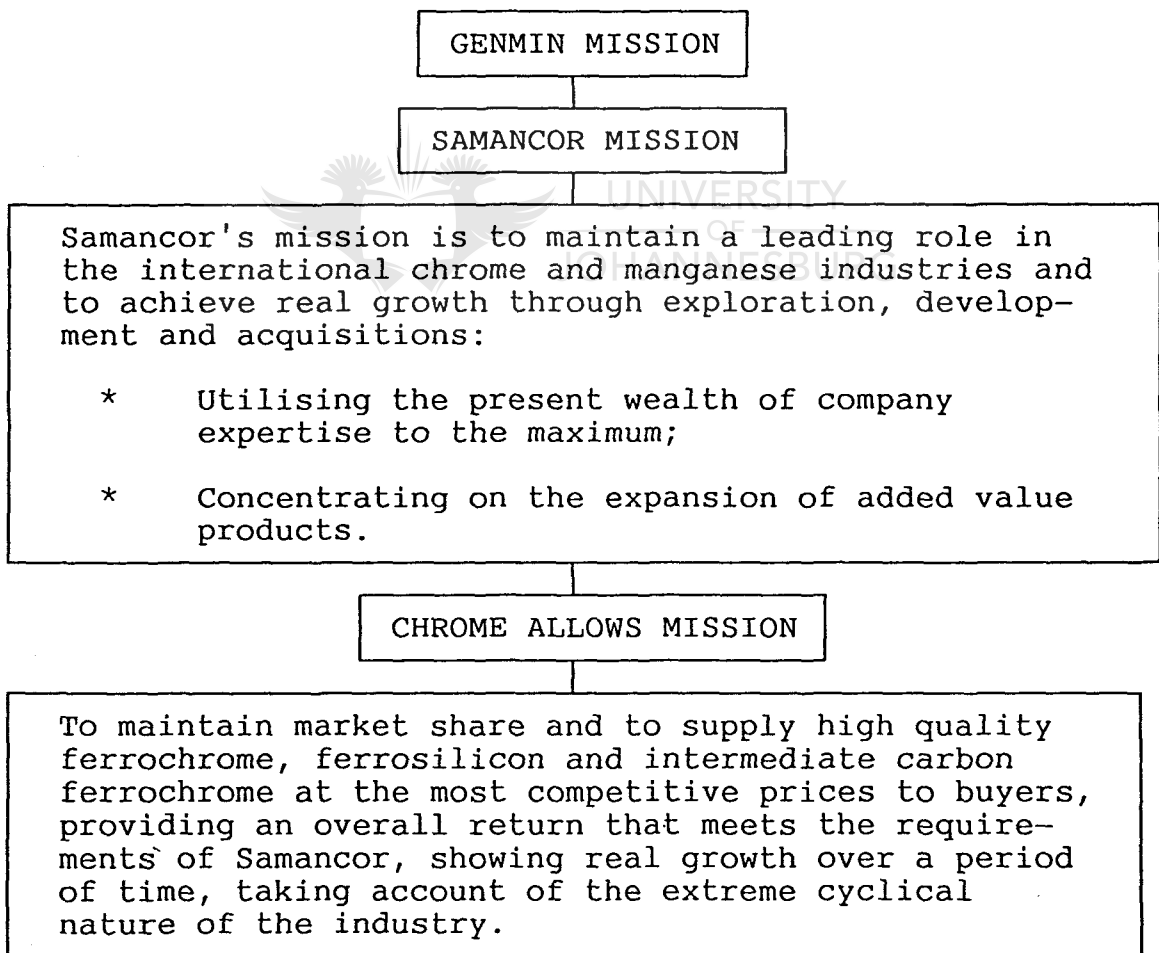 GENMIN MISSION
SAMANCOR MISSION
UNIVERSITY
OF
JOHANNESBURG
Samancor's mission is to maintain a leading role in
the international chrome and manganese industries and
to achieve real growth through exploration, develop-
ment and acquisitions:
* Utilising the present wealth of company
expertise to the maximum;
* Concentrating on the expansion of added value
products.
CHROME ALLOWS MISSION
To maintain market share and to supply high quality
ferrochrome, ferrosilicon and intermediate carbon
ferrochrome at the most competitive prices to buyers,
providing an overall return that meets the require-
ments of Samancor, showing real growth over a period
of time, taking account of the extreme cyclical
nature of the industry.